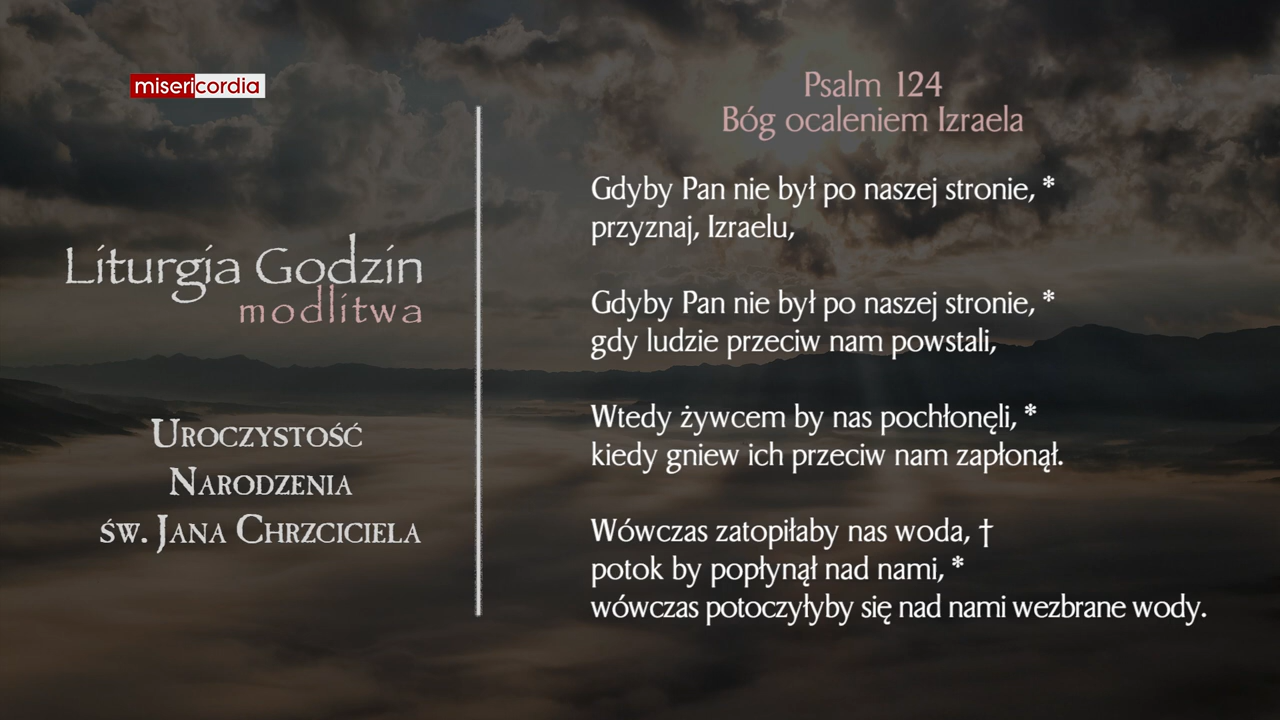 misericordia
Liturgia Godzin
modlitwa
Uroczystość
Narodzenia
św. Jana Chrzciciela
Psalm 124
Bóg ocaleniem Izraela
Gdyby Pan nie był po naszej stronie, *
przyznaj, Izraelu,
Gdyby Pan nie był po naszej stronie, *
gdy ludzie przeciw nam powstali,
Wtedy żywcem by nas pochłonęli, *
kiedy gniew ich przeciw nam zapłonął.
Wówczas zatopiłaby nas woda, †
potok by popłynął nad nami, *
wówczas potoczyłyby się nad nami wezbrane wody.